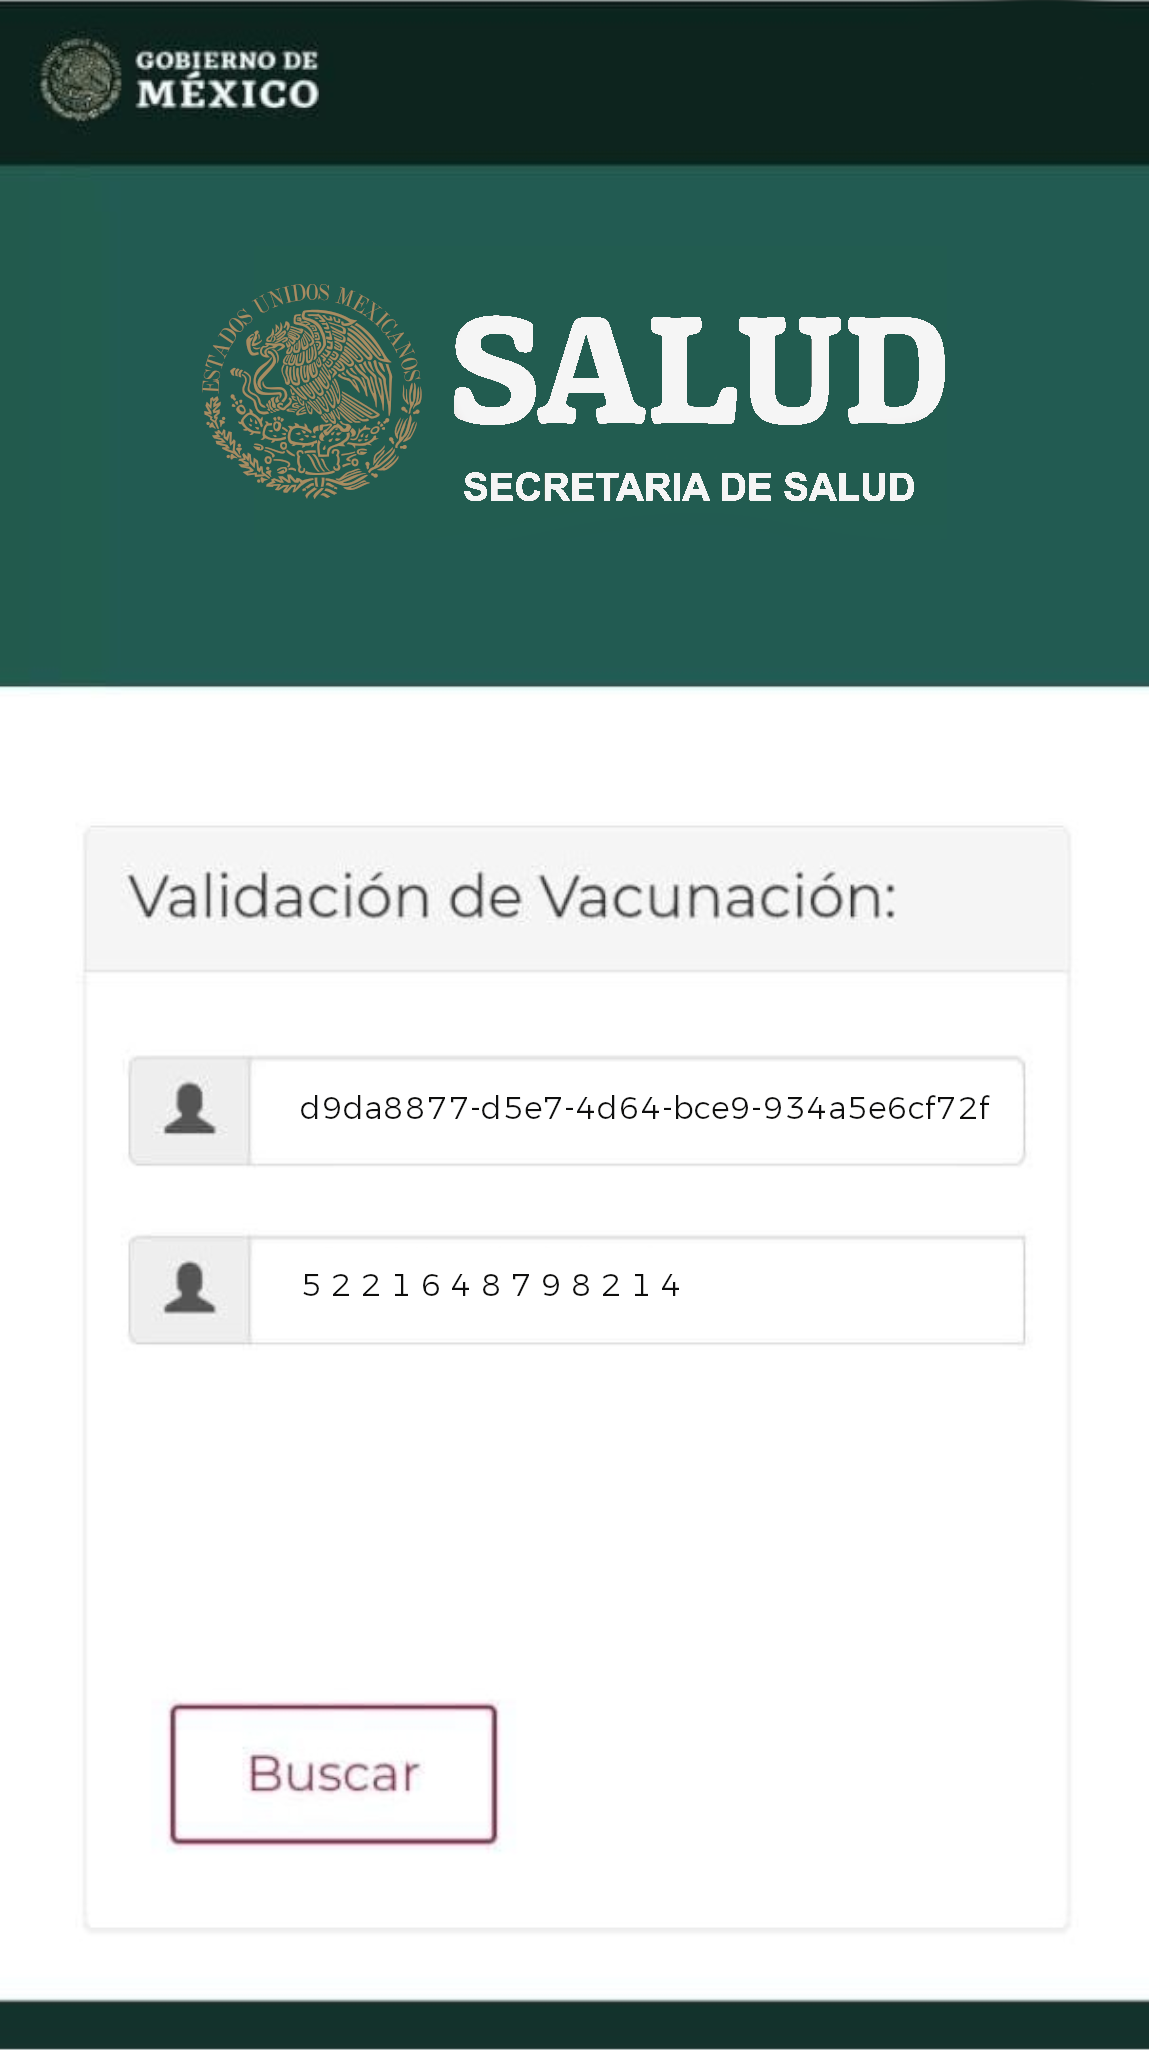 GOBIERNO DE
MÉXICO
ESTADOS UNIDOS MEXICANOS
SALUD
SECRETARIA DE SALUD
Validación de Vacunación:
d9da8877-d5e7-4d64-bce9-934a5e6cf72f
5 2 2 1 6 4 8 7 9 8 2 1 4
Buscar